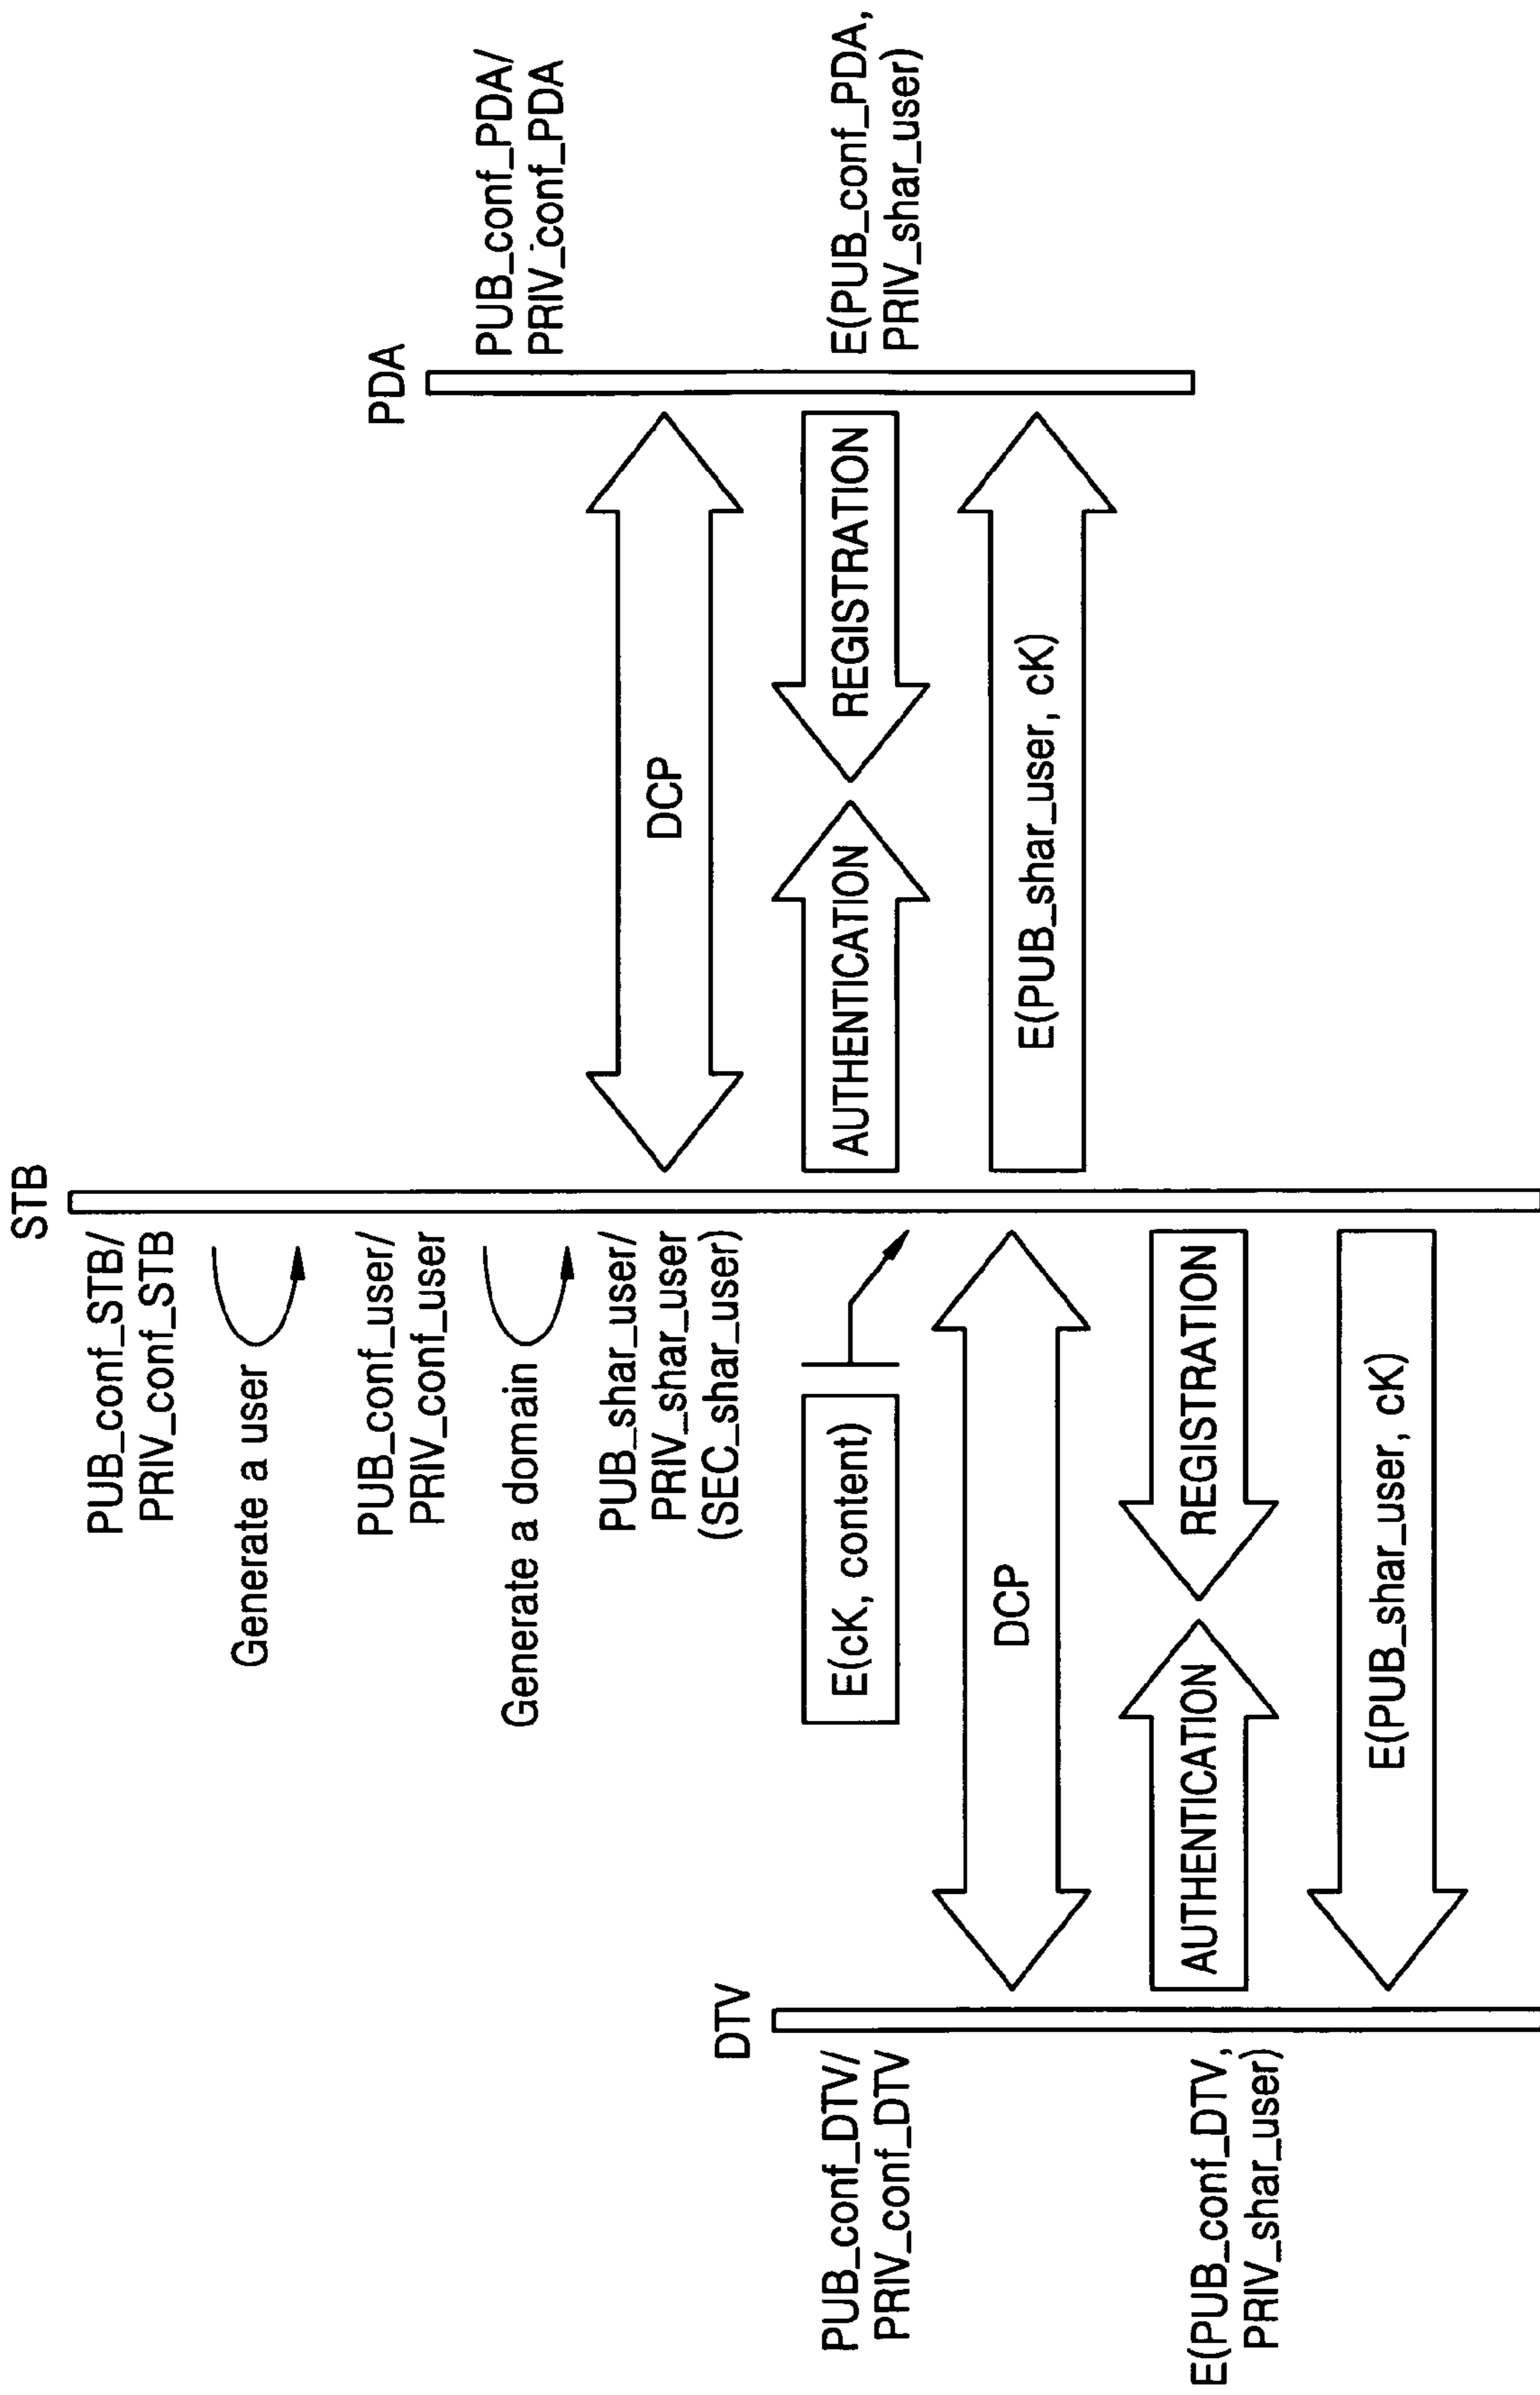 STB
PUB_conf_STB/
PRIV_conf_STB
Generate a user
PUB_conf_user/
PRIV_conf_user
PDA
Generate a domain
PUB_conf_PDA/
PRIV_conf_PDA
PUB_shar_user/
PRIV_shar_user
(SEC_shar_user)
DCP
DTV
E(cK, content)
AUTHENTICATION
REGISTRATION
E(PUB_conf_PDA,
PRIV_shar_user)
PUB_conf_DTV/
PRIV_conf_DTV
DCP
E(PUB_shar_user, cK)
E(PUB_conf_DTV,
PRIV_shar_user)
AUTHENTICATION
REGISTRATION
E(PUB_shar_user, cK)